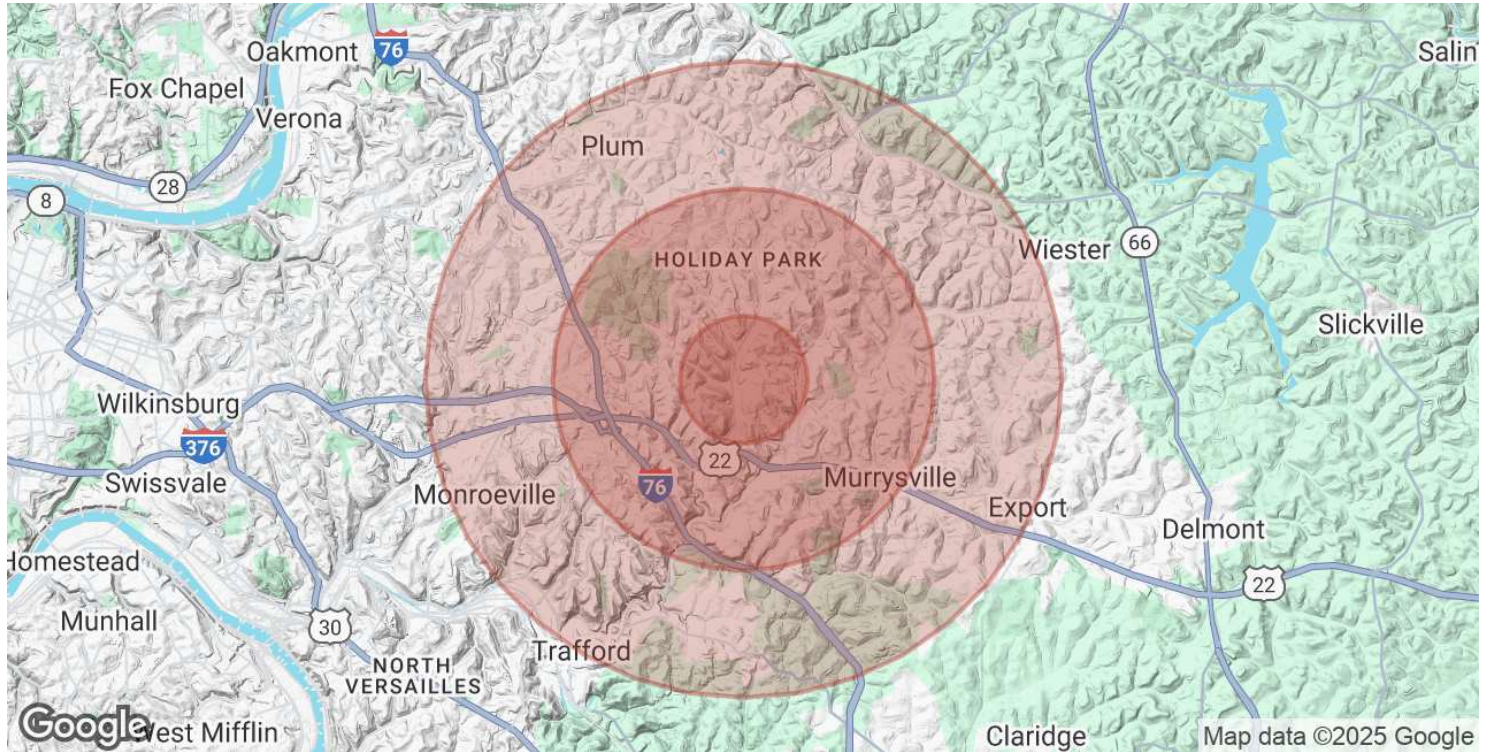 Oakmont
76
Salin
Fox Chapel
Verona
Plum
28
8
HOLIDAY PARK
Wiester
66
Slickville
Wilkinsburg
376
22
Swissvale
Monroeville
76
Murrysville
Export
Delmont
Homestead
22
Munhall
30
Trafford
NORTH
VERSAILLES
Google
West Mifflin
Claridge
Map data ©2025 Google